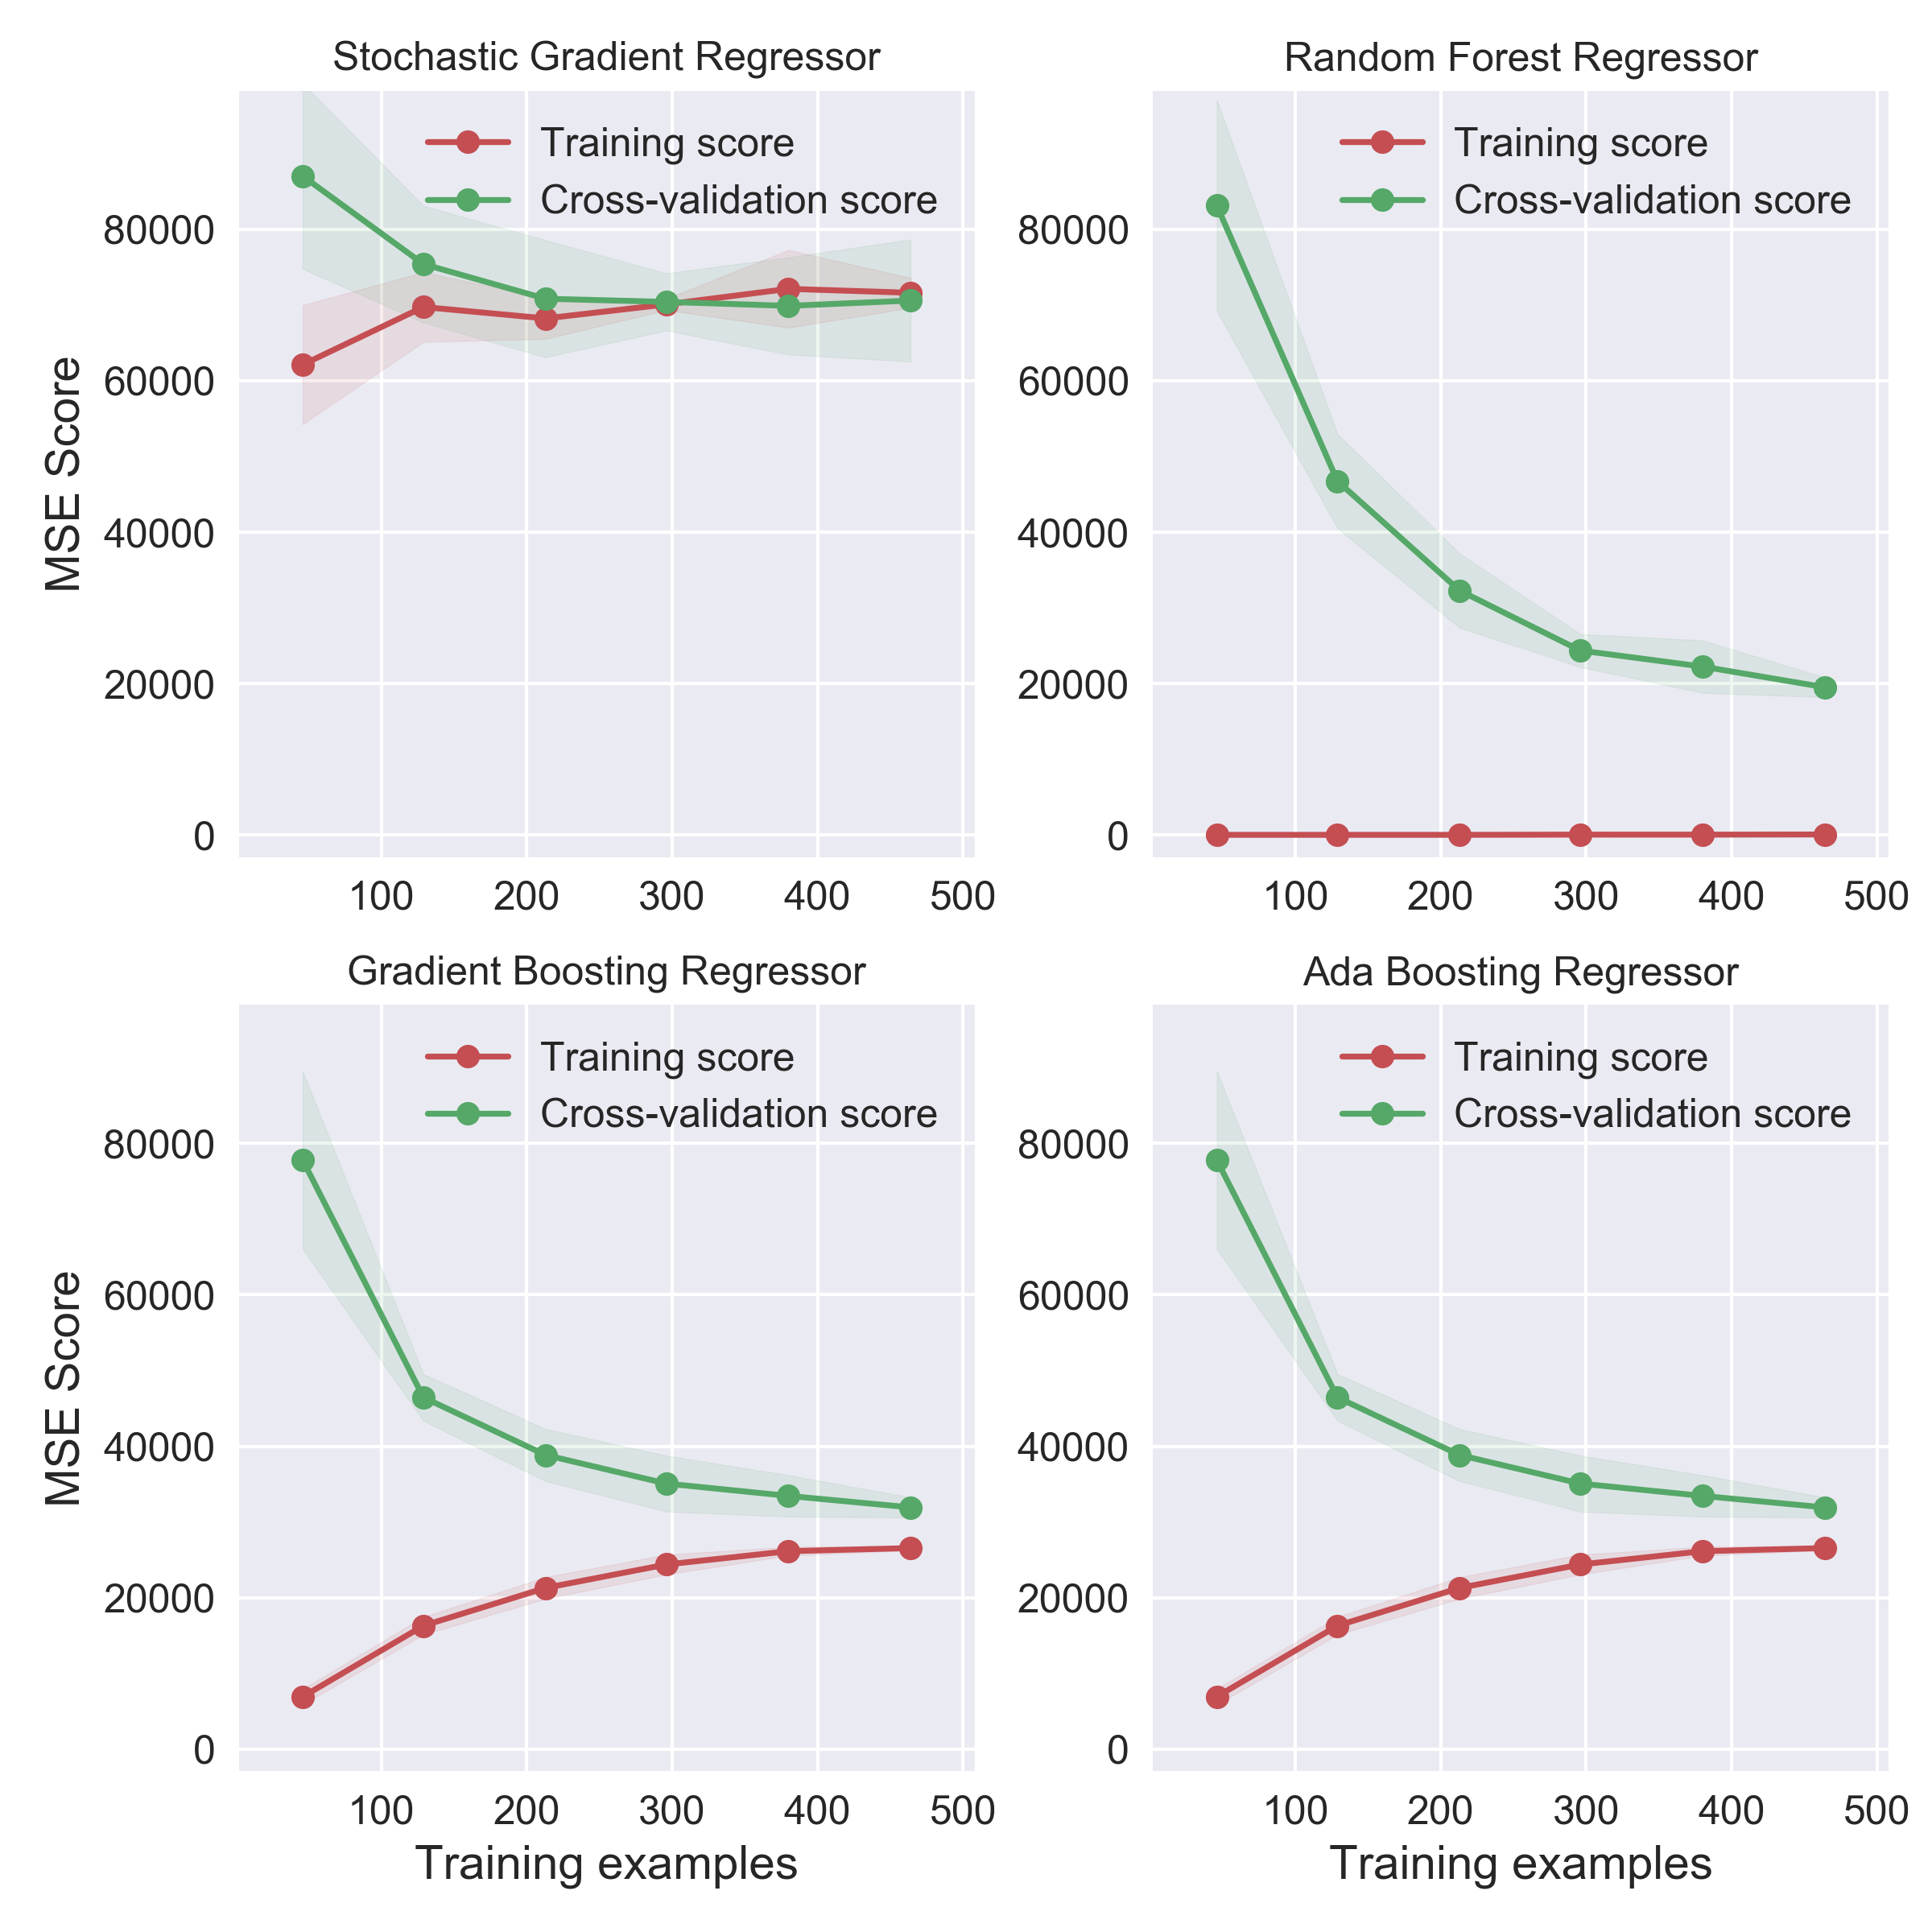 Stochastic Gradient Regressor
Training score
Cross-validation score
MSE Score
80000
60000
40000
20000
0
100 200 300 400 500
Random Forest Regressor
Training score
Cross-validation score
80000
60000
40000
20000
0
100 200 300 400 500
Gradient Boosting Regressor
Training score
Cross-validation score
MSE Score
80000
60000
40000
20000
0
100 200 300 400 500
Training examples
Ada Boosting Regressor
Training score
Cross-validation score
80000
60000
40000
20000
0
100 200 300 400 500
Training examples